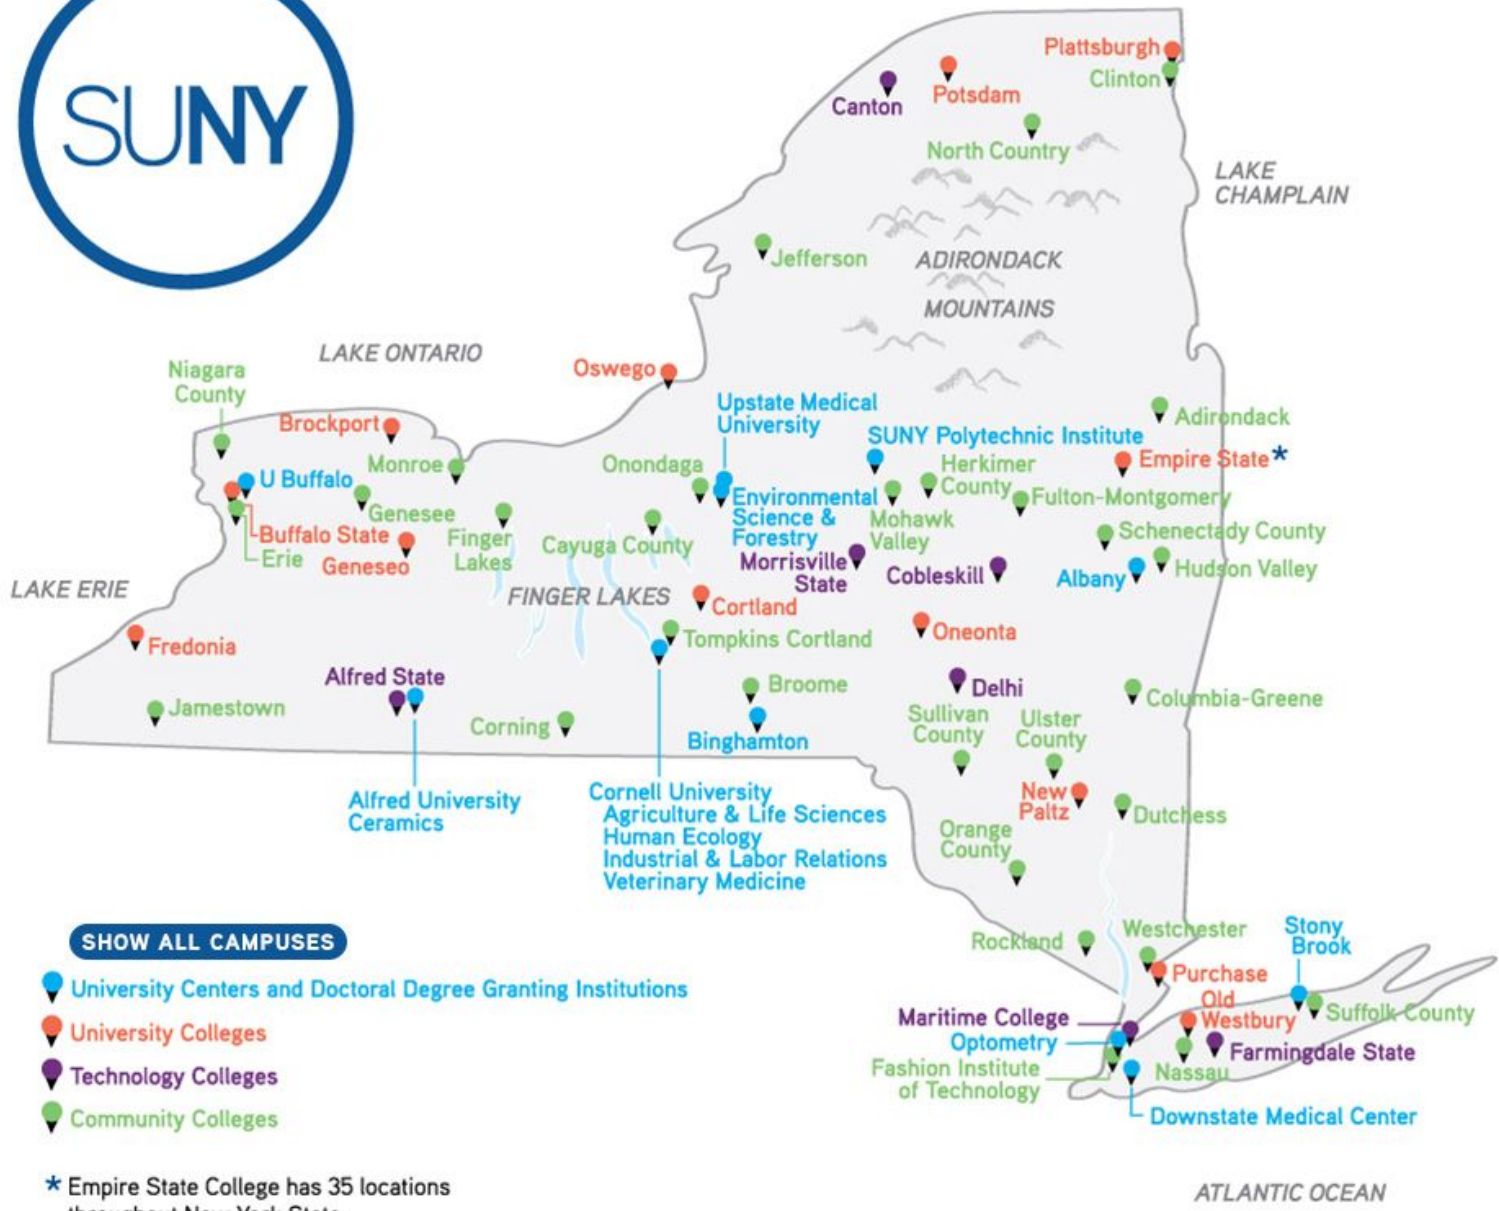 SUNY
Plattsburgh
Clinton
Potsdam
Canton
North Country
LAKE
CHAMPLAIN
Jefferson
ADIRONDACK
MOUNTAINS
LAKE ONTARIO
Oswego
Niagara
County
Brockport
Monroe
U Buffalo
Genesee
Buffalo State
Erie
Geneseo
Finger
Lakes
Onondaga
Cayuga County
Upstate Medical
University
Environmental
Science &
Forestry
SUNY Polytechnic Institute
Herkimer
County
Mohawk
Valley
Adirondack
Empire State*
Fulton-Montgomery
Schenectady County
Hudson Valley
Albany
Morrisville
State
Cobleskill
LAKE ERIE
FINGER LAKES
Cortland
Tompkins Cortland
Oneonta
Fredonia
Jamestown
Alfred State
Corning
Broome
Binghamton
Delhi
Columbia-Greene
Sullivan
County
Ulster
County
New
Paltz
Dutchess
Orange
County
Alfred University
Ceramics
Cornell University
Agriculture & Life Sciences
Human Ecology
Industrial & Labor Relations
Veterinary Medicine
Rockland
Westchester
Purchase
Stony
Brook
Old
Westbury
Suffolk County
Maritime College
Optometry
Fashion Institute
of Technology
Nassau
Farmingdale State
Downstate Medical Center
ATLANTIC OCEAN
SHOW ALL CAMPUSES
University Centers and Doctoral Degree Granting Institutions
University Colleges
Technology Colleges
Community Colleges
* Empire State College has 35 locations
throughout New York State